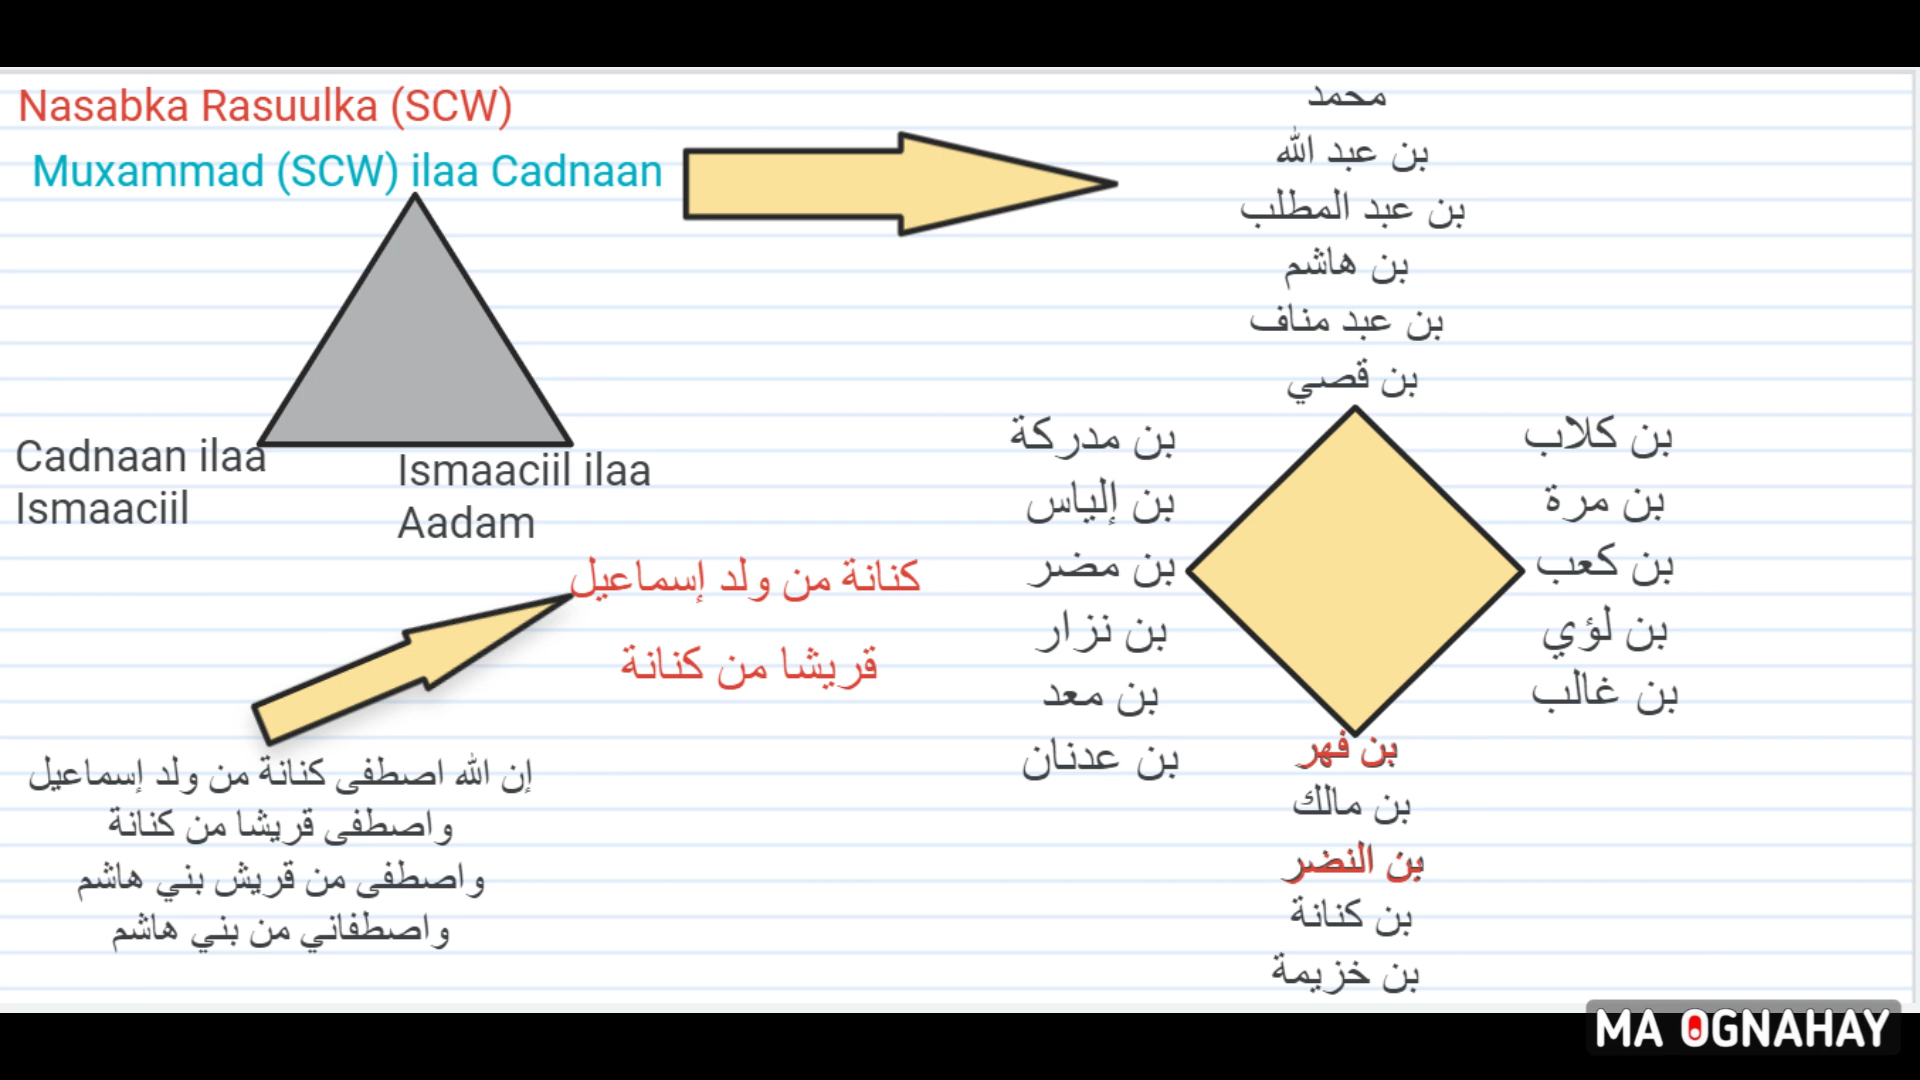 Nasabka Rasuulka (SCW)
Muxammad (SCW) ilaa Cadnaan
Cadnaan ilaa
Ismaaciil
Ismaaciil ilaa
Aadam
كنانة من ولد إسماعيل
قريشا من كنانة
إن الله اصطفى كنانة من ولد إسماعيل
واصطفى قريشا من كنانة
واصطفى من قريش بني هاشم
واصطفاني من بني هاشم
محمد
بن عبد الله
بن عبد المطلب
بن هاشم
بن عبد مناف
بن قصي
بن كلاب
بن مرة
بن كعب
بن لؤي
بن غالب
بن فهر
بن مالك
بن النضر
بن كنانة
بن خزيمة
بن مدركة
بن إلياس
بن مضر
بن نزار
بن معد
بن عدنان
MA OGNAHAY